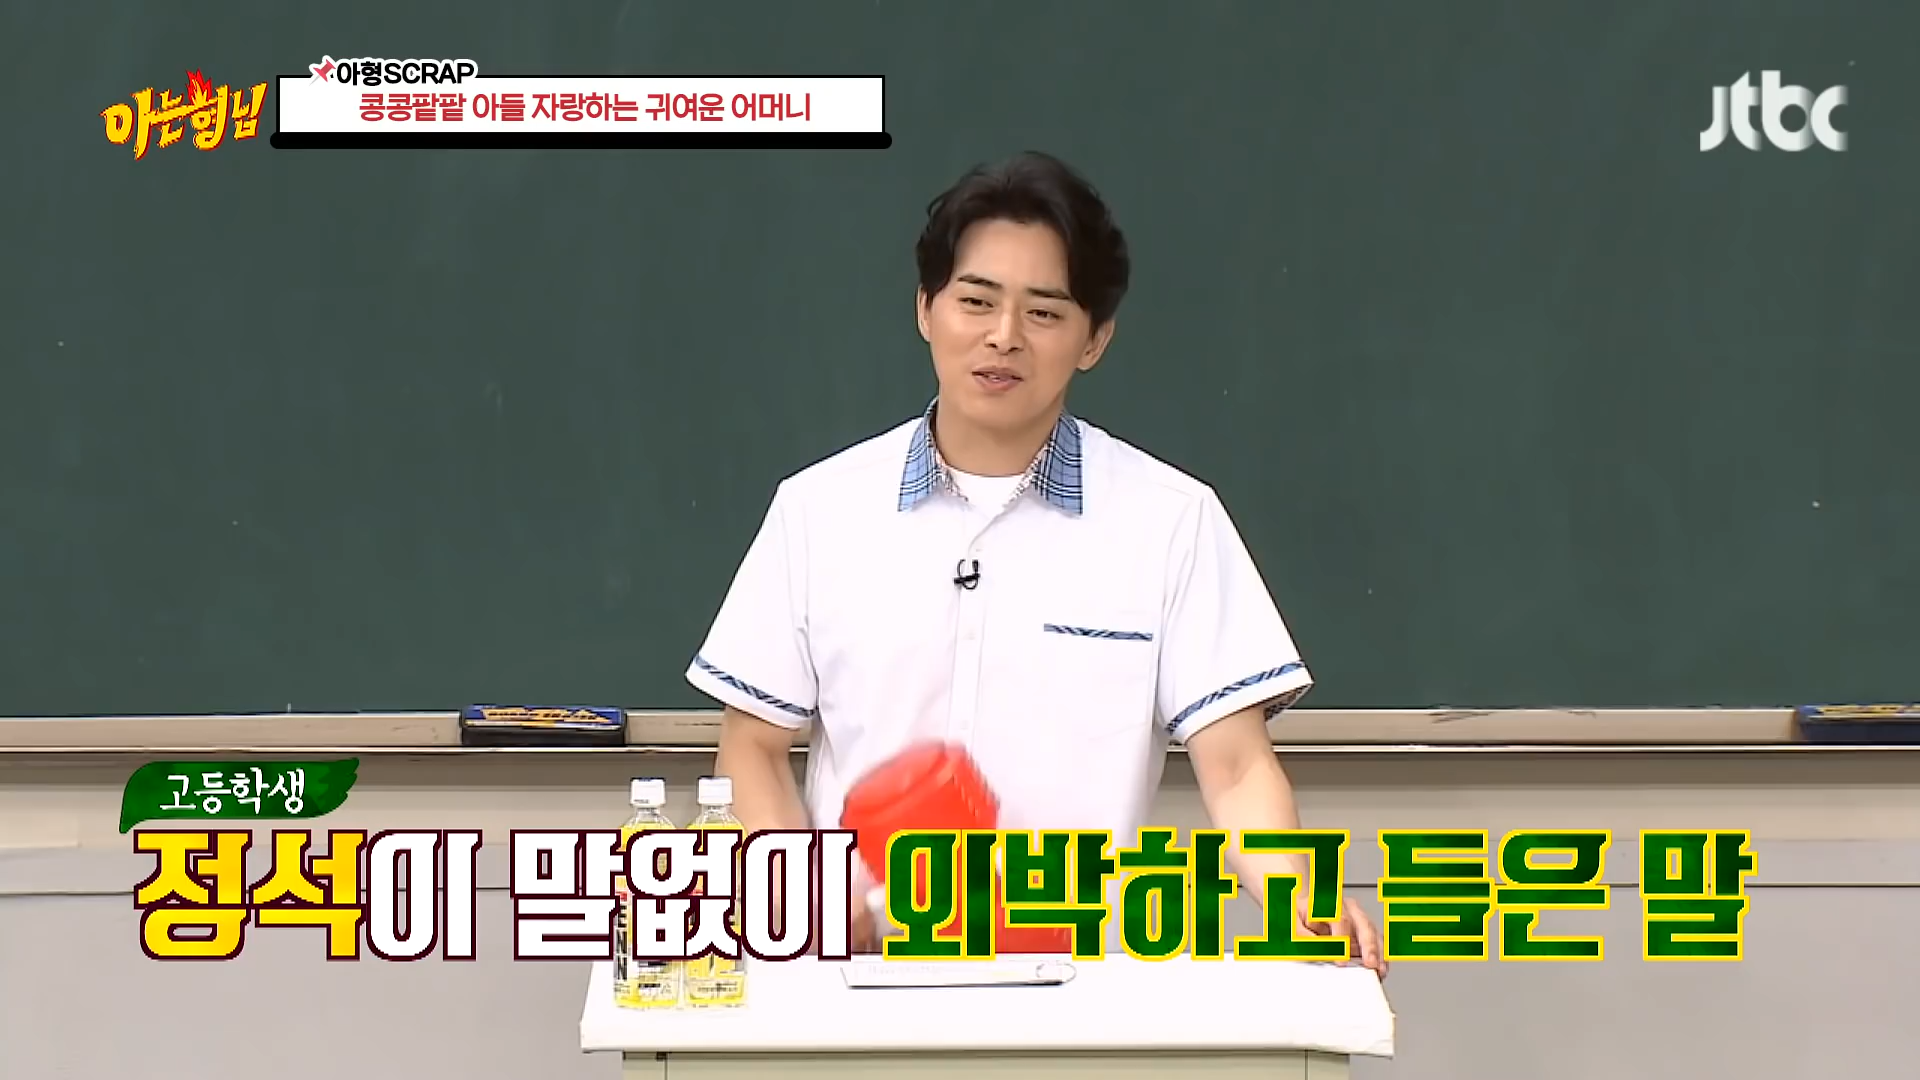 아는형님
아형SCRAP
콩콩팥팥 아들 자랑하는 귀여운 어머니
jtbc
고등학생
정석이 말없이 외박하고 들은 말